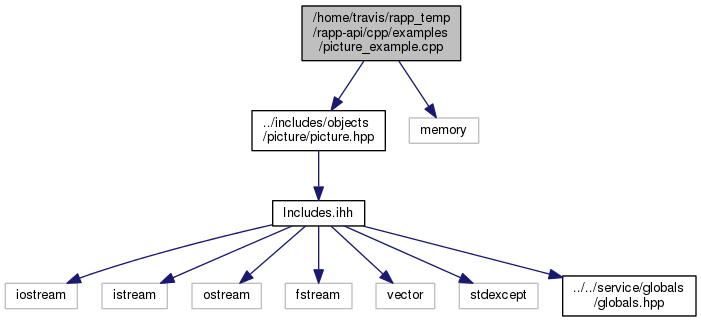 /home/travis/rapp_temp
/rapp-api/cpp/examples
/picture_example.cpp
../includes/objects
/picture/picture.hpp
memory
Includes.ihh
iostream
istream
ostream
fstream
vector
stdexcept
../../service/globals
/globals.hpp